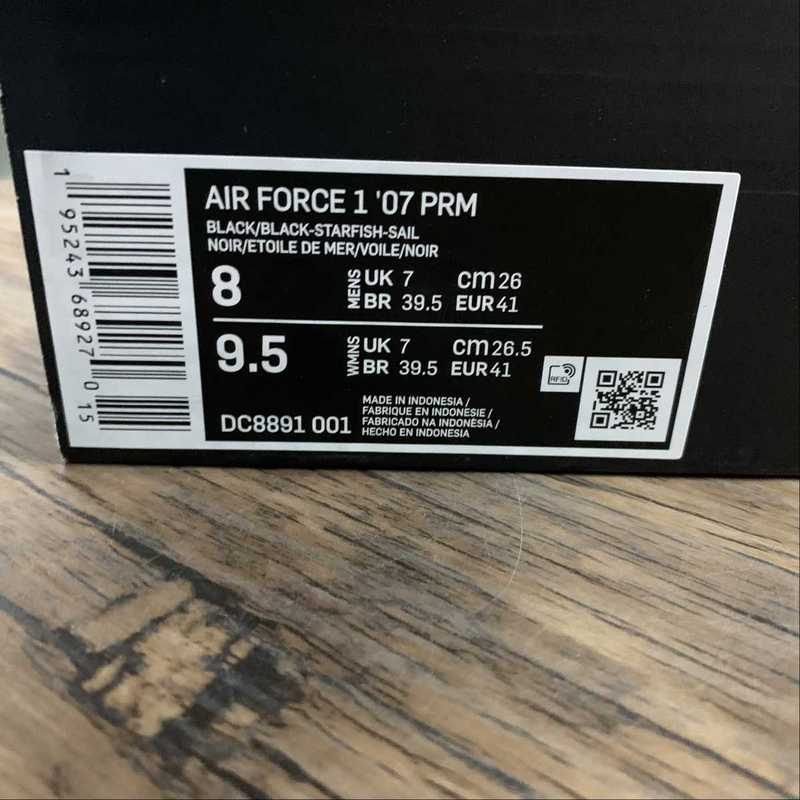 AIR FORCE 1 '07 PRM
BLACK/BLACK-STARFISH-SAIL
NOIR/ETOILE DE MER/VOILE/NOIR
8 MENS UK 7 cm 26
BR 39.5 EUR 41
9.5 WMNS UK 7 cm 26.5
BR 39.5 EUR 41
RFID
DC8891 001
MADE IN INDONESIA /
FABRIQUE EN INDONESIE /
FABRICADO NA INDONÉSIA /
HECHO EN INDONESIA
1 95243 68927 0 15